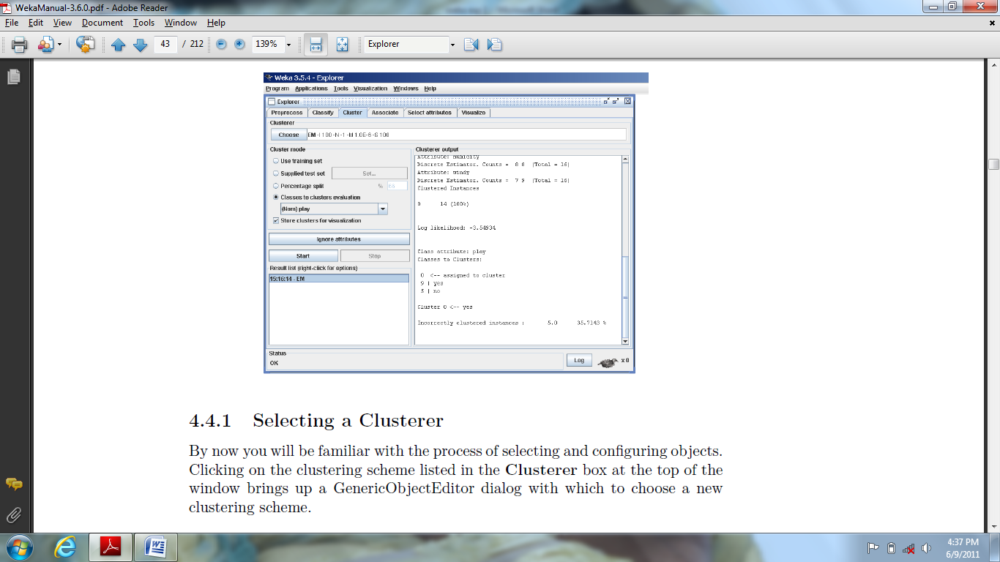 WekaManual-3.6.0.pdf - Adobe Reader
File Edit View Document Tools Window Help
43 / 212 139% Explorer
Weka 3.5.4 - Explorer
Program Applications Tools Visualization Windows Help
Explorer
Preprocess Classify Cluster Associate Select attributes Visualize
Clusterer
Choose EM -I 100 -N -1 -M 1.0E-6 -S 100
Cluster mode
Use training set
Supplied test set Set...
Percentage split % 66
Classes to clusters evaluation
(Nom) play
Store clusters for visualization
Ignore attributes
Start Stop
Result list (right-click for options)
15:16:14 - EM
Clusterer output
Attribute: humidity
Discrete Estimator. Counts = 8 8 (Total = 16)
Attribute: windy
Discrete Estimator. Counts = 7 9 (Total = 16)
Clustered Instances
0 14 (100%)
Log likelihood: -3.54934
Class attribute: play
Classes to Clusters:
0 <-- assigned to cluster
9 | yes
5 | no
Cluster 0 <-- yes
Incorrectly clustered instances : 5.0 35.7143 %
Status
OK
Log x 0
4.4.1 Selecting a Clusterer
By now you will be familiar with the process of selecting and configuring objects.
Clicking on the clustering scheme listed in the Clusterer box at the top of the
window brings up a GenericObjectEditor dialog with which to choose a new
clustering scheme.
4:37 PM
6/9/2011